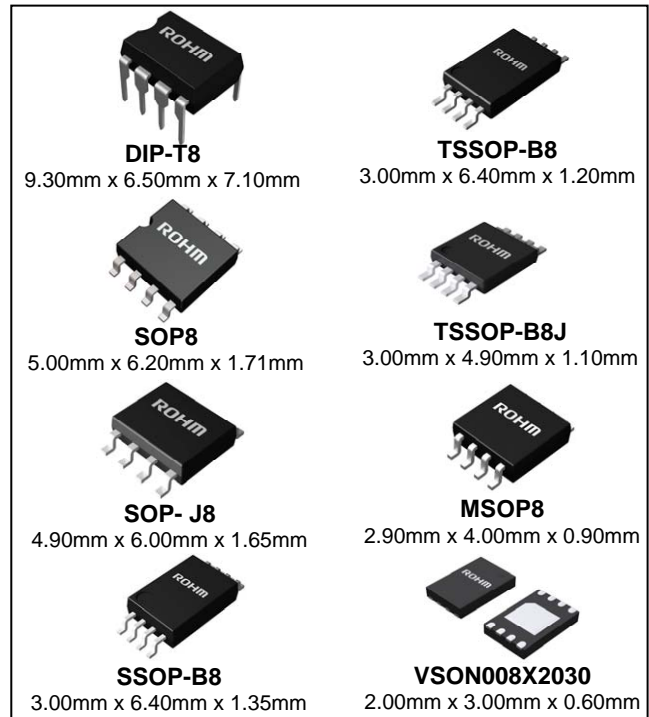 ROHM
DIP-T8
9.30mm x 6.50mm x 7.10mm
ROHM
TSSOP-B8
3.00mm x 6.40mm x 1.20mm
ROHM
SOP8
5.00mm x 6.20mm x 1.71mm
ROHM
TSSOP-B8J
3.00mm x 4.90mm x 1.10mm
ROHM
SOP- J8
4.90mm x 6.00mm x 1.65mm
ROHM
MSOP8
2.90mm x 4.00mm x 0.90mm
ROHM
SSOP-B8
3.00mm x 6.40mm x 1.35mm
ROHM
VSON008X2030
2.00mm x 3.00mm x 0.60mm